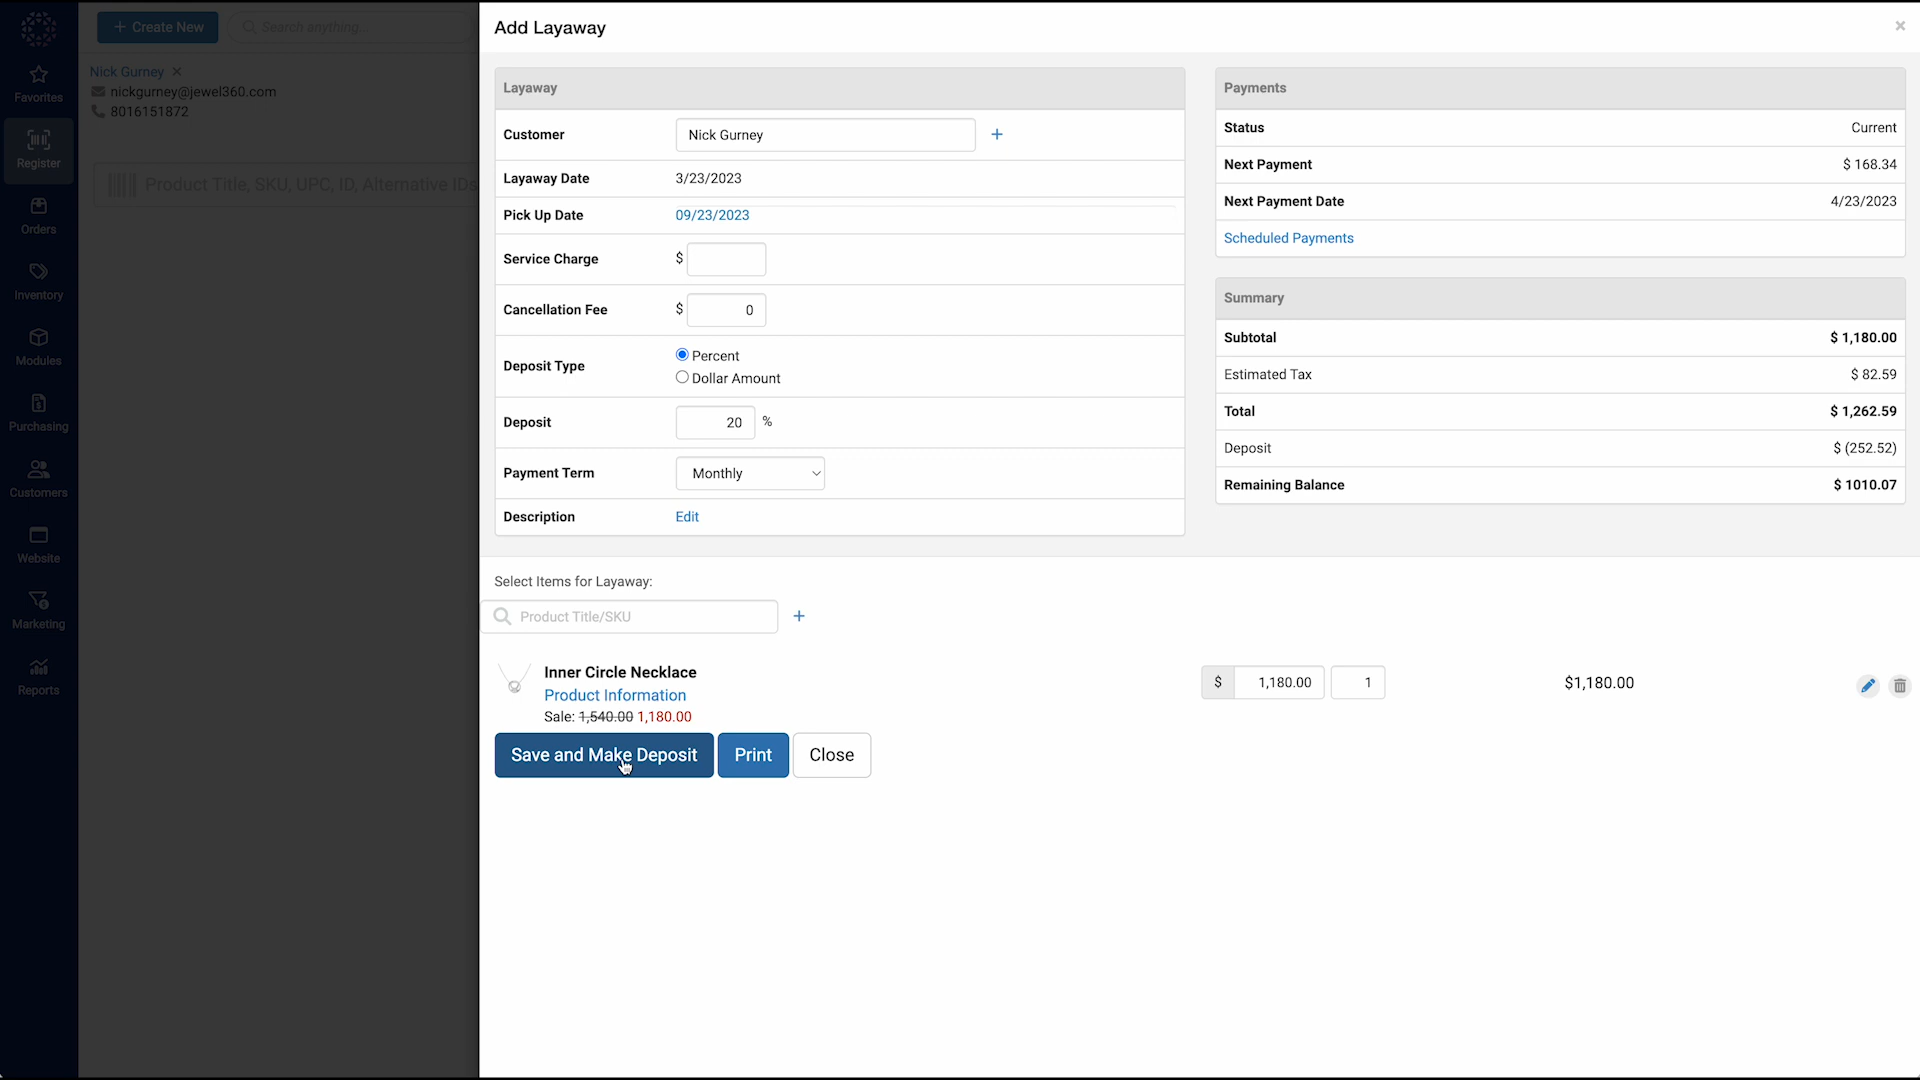 Create New
Search anything...
Nick Gurney
nickgurney@jewel360.com
8016151872
Product Title, SKU, UPC, ID, Alternative IDs
Favorites
Register
Orders
Inventory
Modules
Purchasing
Customers
Website
Marketing
Reports
Add Layaway
Layaway
Customer Nick Gurney +
Layaway Date 3/23/2023
Pick Up Date 09/23/2023
Service Charge $
Cancellation Fee $ 0
Deposit Type Percent
Dollar Amount
Deposit 20 %
Payment Term Monthly
Description Edit
Payments
Status Current
Next Payment $ 168.34
Next Payment Date 4/23/2023
Scheduled Payments
Summary
Subtotal $ 1,180.00
Estimated Tax $ 82.59
Total $ 1,262.59
Deposit $ (252.52)
Remaining Balance $ 1010.07
Select Items for Layaway:
Product Title/SKU +
Inner Circle Necklace
Product Information
Sale: 1,540.00 1,180.00
$ 1,180.00 1 $1,180.00
Save and Make Deposit Print Close